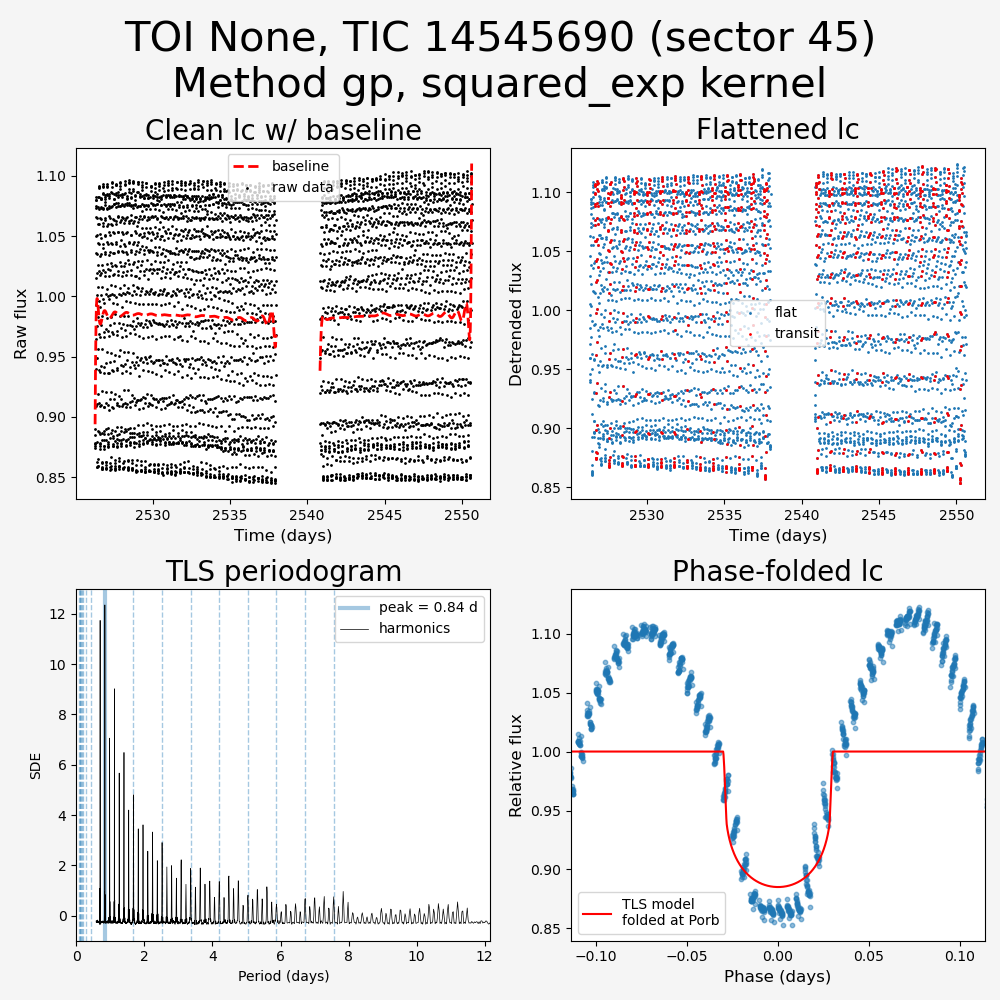 TOI None, TIC 14545690 (sector 45)
Method gp, squared_exp kernel
Clean lc w/ baseline
baseline
raw data
Raw flux
1.10
1.05
1.00
0.95
0.90
0.85
2530
2535
2540
2545
2550
Time (days)
Flattened lc
flat
transit
Detrended flux
1.10
1.05
1.00
0.95
0.90
0.85
2530
2535
2540
2545
2550
Time (days)
TLS periodogram
peak = 0.84 d
harmonics
SDE
12
10
8
6
4
2
0
0
2
4
6
8
10
12
Period (days)
Phase-folded lc
Relative flux
1.10
1.05
1.00
0.95
0.90
0.85
TLS model
folded at Porb
−0.10
−0.05
0.00
0.05
0.10
Phase (days)